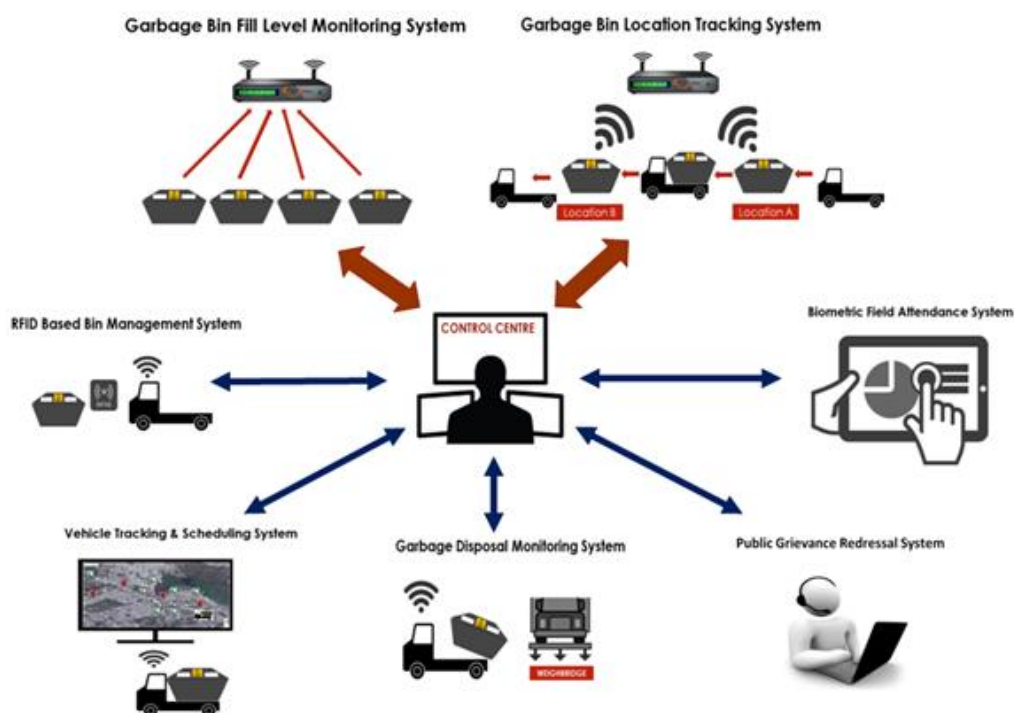 Garbage Bin Fill Level Monitoring System
Garbage Bin Location Tracking System
Location B
Location A
RFID Based Bin Management System
CONTROL CENTRE
Biometric Field Attendance System
Vehicle Tracking & Scheduling System
Garbage Disposal Monitoring System
Public Grievance Redressal System
WEIGHBRIDGE